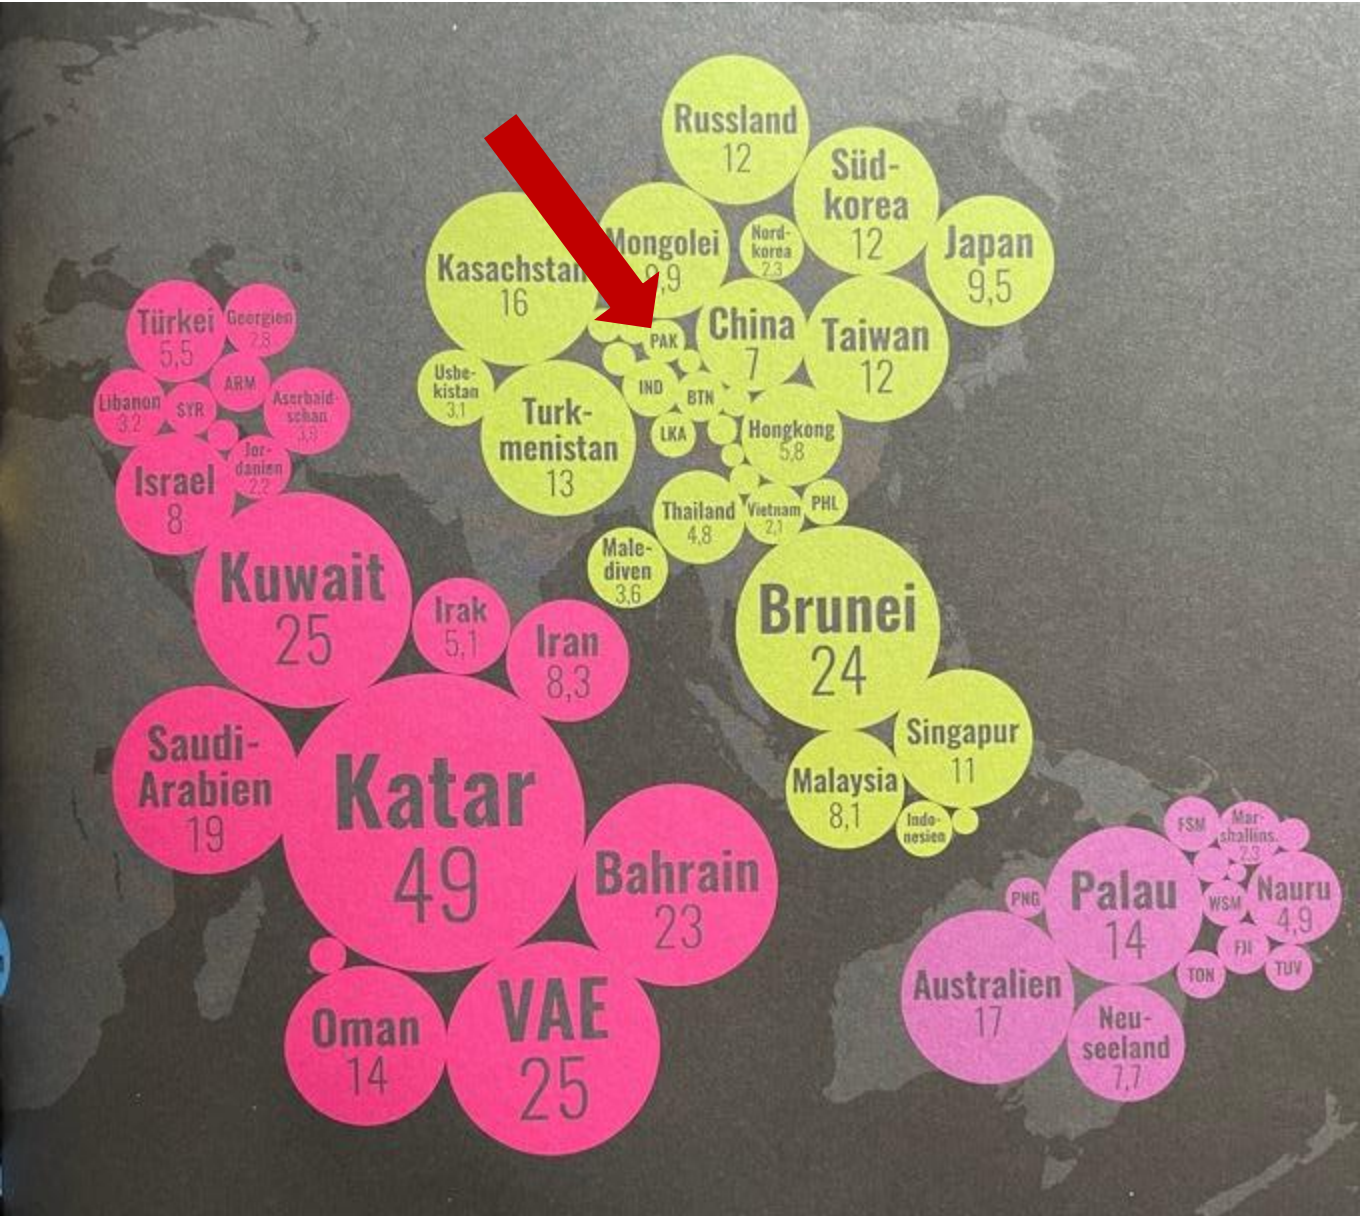 Russland
12
Süd-
korea
12
Japan
9,5
Mongolei
9,9
Nord-
korea
2,3
Kasachstan
16
China
7
Taiwan
12
PAK
Usbe-
kistan
3,1
IND
BTN
Turk-
menistan
13
LKA
Hongkong
5,8
Thailand
4,8
Vietnam
2,1
PHL
Male-
diven
3,6
Brunei
24
Singapur
11
Malaysia
8,1
Indo-
nesien
Türkei
5,5
Georgien
2,8
ARM
Libanon
3,2
SYR
Aserbaid-
schan
3,8
Jor-
danien
2,2
Israel
8
Kuwait
25
Irak
5,1
Iran
8,3
Saudi-
Arabien
19
Katar
49
Bahrain
23
Oman
14
VAE
25
FSM
Mar-
shallins.
2,3
PNG
Palau
14
WSM
Nauru
4,9
FJI
TON
TUV
Australien
17
Neu-
seeland
7,7